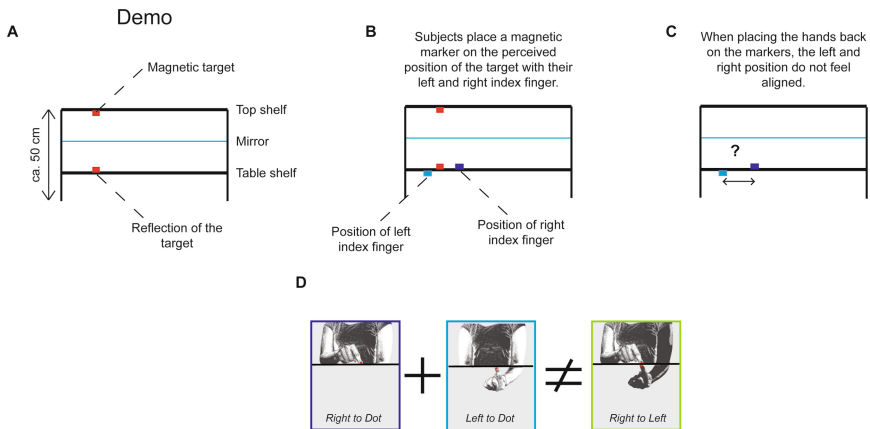 Demo
A
Magnetic target
Top shelf
Mirror
Table shelf
ca. 50 cm
Reflection of the
target
B
Subjects place a magnetic
marker on the perceived
position of the target with their
left and right index finger.
Position of left
index finger
Position of right
index finger
C
When placing the hands back
on the markers, the left and
right position do not feel
aligned.
?
D
Right to Dot
+
Left to Dot
≠
Right to Left